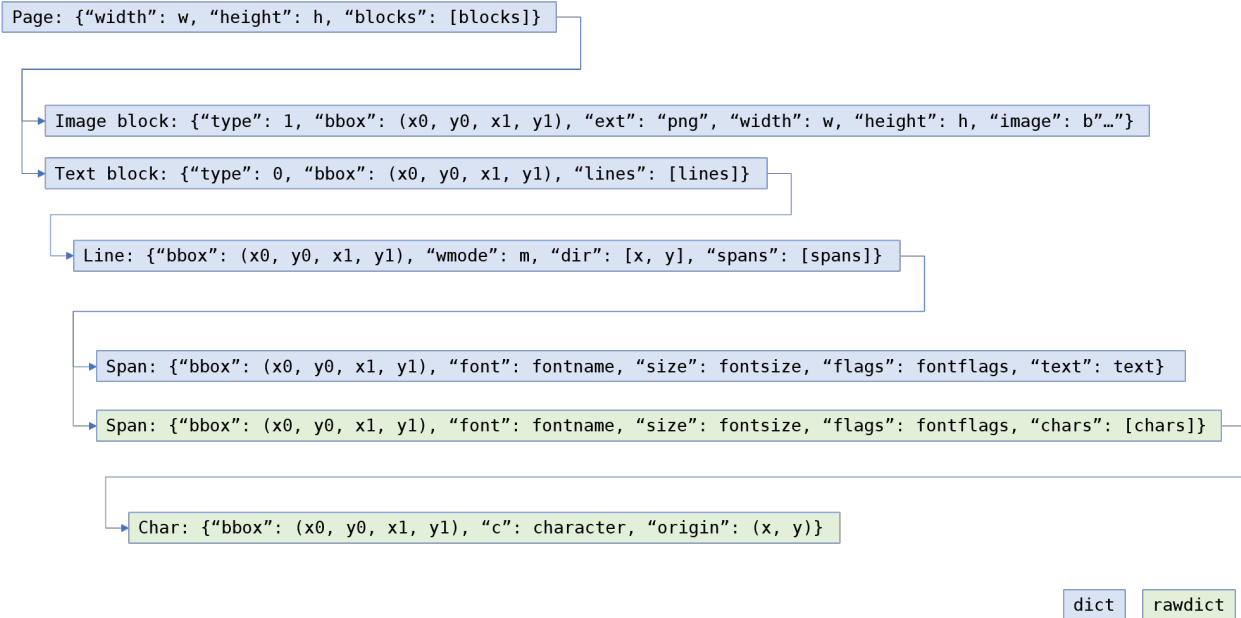 Page: {“width”: w, “height”: h, “blocks”: [blocks]}
Image block: {“type”: 1, “bbox”: (x0, y0, x1, y1), “ext”: “png”, “width”: w, “height”: h, “image”: b”…”}
Text block: {“type”: 0, “bbox”: (x0, y0, x1, y1), “lines”: [lines]}
Line: {“bbox”: (x0, y0, x1, y1), “wmode”: m, “dir”: [x, y], “spans”: [spans]}
Span: {“bbox”: (x0, y0, x1, y1), “font”: fontname, “size”: fontsize, “flags”: fontflags, “text”: text}
Span: {“bbox”: (x0, y0, x1, y1), “font”: fontname, “size”: fontsize, “flags”: fontflags, “chars”: [chars]}
Char: {“bbox”: (x0, y0, x1, y1), “c”: character, “origin”: (x, y)}
dict rawdict